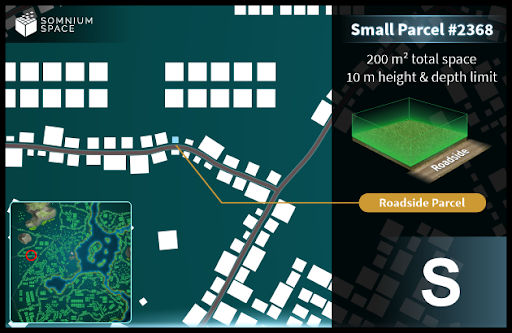 SOMNIUM
SPACE
Small Parcel #2368
200 m² total space
10 m height & depth limit
Roadside
Roadside Parcel
S